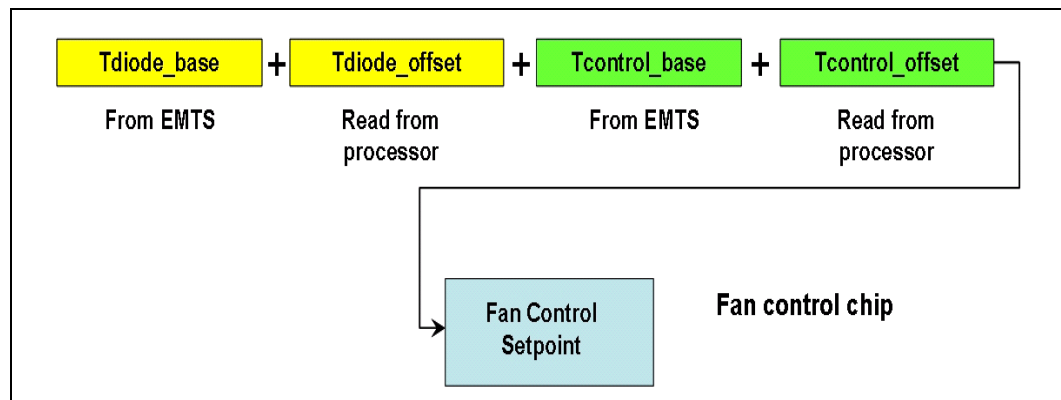 Tdiode_base + Tdiode_offset + Tcontrol_base + Tcontrol_offset
From EMTS Read from From EMTS Read from
processor processor
Fan Control
Setpoint
Fan control chip